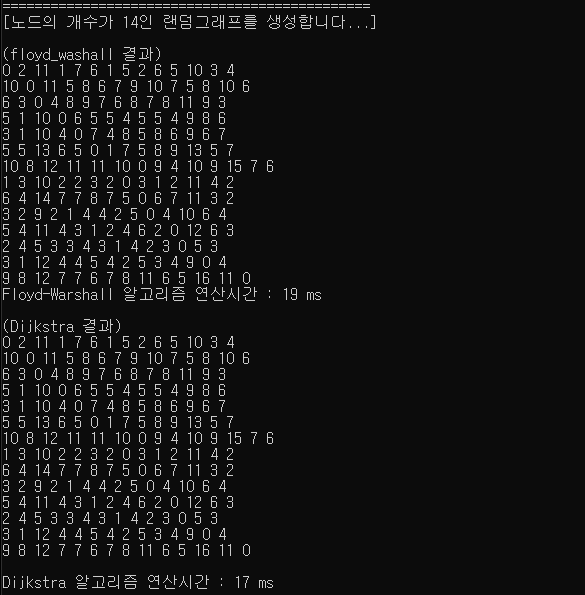 ==============================================
[노드의 개수가 14인 랜덤그래프를 생성합니다...]
(floyd_washall 결과)
0 2 11 1 7 6 1 5 2 6 5 10 3 4
10 0 11 5 8 6 7 9 10 7 5 8 10 6
6 3 0 4 8 9 7 6 8 7 8 11 9 3
5 1 10 0 6 5 5 4 5 5 4 9 8 6
3 1 10 4 0 7 4 8 5 8 6 9 6 7
5 5 13 6 5 0 1 7 5 8 9 13 5 7
10 8 12 11 11 10 0 9 4 10 9 15 7 6
1 3 10 2 2 3 2 0 3 1 2 11 4 2
6 4 14 7 7 8 7 5 0 6 7 11 3 2
3 2 9 2 1 4 4 2 5 0 4 10 6 4
5 4 11 4 3 1 2 4 6 2 0 12 6 3
2 4 5 3 3 4 3 1 4 2 3 0 5 3
3 1 12 4 4 5 4 2 5 3 4 9 0 4
9 8 12 7 7 6 7 8 11 6 5 16 11 0
Floyd-Warshall 알고리즘 연산시간 : 19 ms
(Dijkstra 결과)
0 2 11 1 7 6 1 5 2 6 5 10 3 4
10 0 11 5 8 6 7 9 10 7 5 8 10 6
6 3 0 4 8 9 7 6 8 7 8 11 9 3
5 1 10 0 6 5 5 4 5 5 4 9 8 6
3 1 10 4 0 7 4 8 5 8 6 9 6 7
5 5 13 6 5 0 1 7 5 8 9 13 5 7
10 8 12 11 11 10 0 9 4 10 9 15 7 6
1 3 10 2 2 3 2 0 3 1 2 11 4 2
6 4 14 7 7 8 7 5 0 6 7 11 3 2
3 2 9 2 1 4 4 2 5 0 4 10 6 4
5 4 11 4 3 1 2 4 6 2 0 12 6 3
2 4 5 3 3 4 3 1 4 2 3 0 5 3
3 1 12 4 4 5 4 2 5 3 4 9 0 4
9 8 12 7 7 6 7 8 11 6 5 16 11 0
Dijkstra 알고리즘 연산시간 : 17 ms